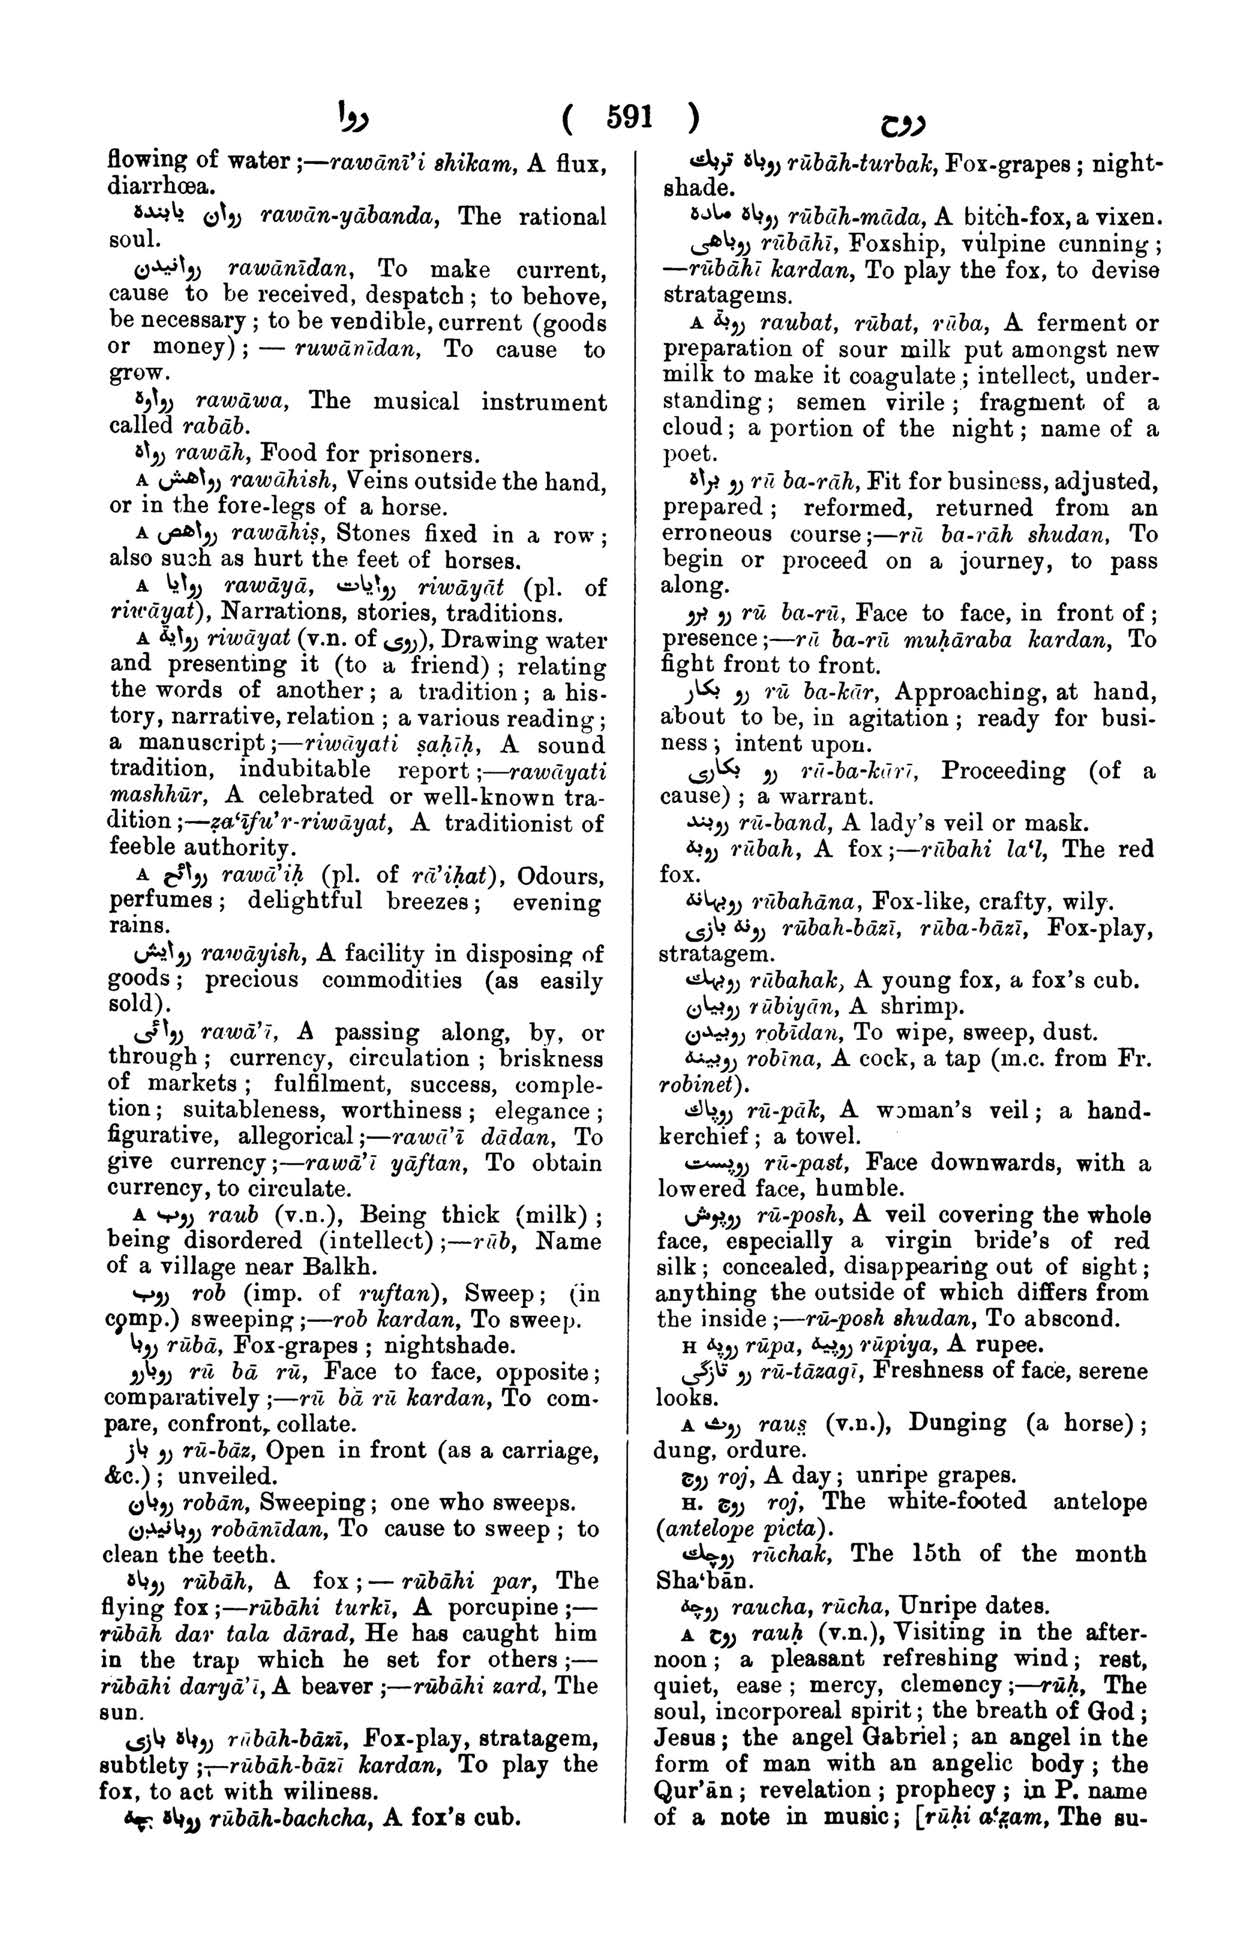 روا
( 591 )
روح
flowing of water ;—rawānī’i shikam, A flux,
diarrhœa.
روان يابنده rawān-yābanda, The rational
soul.
روانيدن rawānīdan, To make current,
cause to be received, despatch ; to behove,
be necessary ; to be vendible, current (goods
or money) ; — ruwānīdan, To cause to
grow.
رواوه rawāwa, The musical instrument
called rabāb.
رواه rawāh, Food for prisoners.
A رواهش rawāhish, Veins outside the hand,
or in the fore-legs of a horse.
A رواهص rawāhiṣ, Stones fixed in a row ;
also such as hurt the feet of horses.
A روايا rawāyā, روايات riwāyāt (pl. of
riwāyat), Narrations, stories, traditions.
A رواية riwāyat (v.n. of روى), Drawing water
and presenting it (to a friend) ; relating
the words of another ; a tradition ; a his-
tory, narrative, relation ; a various reading ;
a manuscript ;—riwāyati ṣaḥīḥ, A sound
tradition, indubitable report ;—rawāyati
mashhūr, A celebrated or well-known tra-
dition ;—ẓa‘īfu’r-riwāyat, A traditionist of
feeble authority.
A روائح rawā’iḥ (pl. of rā’iḥat), Odours,
perfumes ; delightful breezes ; evening
rains.
روايش rawāyish, A facility in disposing of
goods ; precious commodities (as easily
sold).
روائى rawā’ī, A passing along, by, or
through ; currency, circulation ; briskness
of markets ; fulfilment, success, comple-
tion ; suitableness, worthiness ; elegance ;
figurative, allegorical ;—rawā’ī dādan, To
give currency ;—rawā’ī yāftan, To obtain
currency, to circulate.
A روب raub (v.n.), Being thick (milk) ;
being disordered (intellect) ;—rūb, Name
of a village near Balkh.
روب rob (imp. of ruftan), Sweep ; (in
comp.) sweeping ;—rob kardan, To sweep.
روبا rūbā, Fox-grapes ; nightshade.
روبارو rū bā rū, Face to face, opposite ;
comparatively ;—rū bā rū kardan, To com-
pare, confront, collate.
رو باز rū-bāz, Open in front (as a carriage,
&c.) ; unveiled.
روبان robān, Sweeping ; one who sweeps.
روبانيدن robānīdan, To cause to sweep ; to
clean the teeth.
روباه rūbāh, A fox ; — rūbāhi par, The
flying fox ;—rūbāhi turkī, A porcupine ;—
rūbāh dar tala dārad, He has caught him
in the trap which he set for others ;—
rūbāhi daryā’ī, A beaver ;—rūbāhi zard, The
sun.
روباه بازى rūbāh-bāzī, Fox-play, stratagem,
subtlety ;—rūbāh-bāzī kardan, To play the
fox, to act with wiliness.
روباه بچه rūbāh-bachcha, A fox’s cub.
روباه تربك rūbāh-turbak, Fox-grapes ; night-
shade.
روباه ماده rūbāh-māda, A bitch-fox, a vixen.
روباهى rūbāhī, Foxship, vulpine cunning ;
—rūbāhī kardan, To play the fox, to devise
stratagems.
A روبة raubat, rūbat, rūba, A ferment or
preparation of sour milk put amongst new
milk to make it coagulate ; intellect, under-
standing ; semen virile ; fragment of a
cloud ; a portion of the night ; name of a
poet.
رو براه rū ba-rāh, Fit for business, adjusted,
prepared ; reformed, returned from an
erroneous course ;—rū ba-rāh shudan, To
begin or proceed on a journey, to pass
along.
رو برو rū ba-rū, Face to face, in front of ;
presence ;—rū ba-rū muḥāraba kardan, To
fight front to front.
رو بكار rū ba-kār, Approaching, at hand,
about to be, in agitation ; ready for busi-
ness ; intent upon.
رو بكارى rū-ba-kārī, Proceeding (of a
cause) ; a warrant.
روبند rū-band, A lady’s veil or mask.
روبه rūbah, A fox ;—rūbahi la‘l, The red
fox.
روبهانه rūbahāna, Fox-like, crafty, wily.
روبه بازى rūbah-bāzī, rūba-bāzī, Fox-play,
stratagem.
روبهك rūbahak, A young fox, a fox’s cub.
روبيان rūbiyān, A shrimp.
روبيدن robīdan, To wipe, sweep, dust.
روبينه robīna, A cock, a tap (m.c. from Fr.
robinet).
روپاك rū-pāk, A woman’s veil ; a hand-
kerchief ; a towel.
روپست rū-past, Face downwards, with a
lowered face, humble.
روپوش rū-posh, A veil covering the whole
face, especially a virgin bride’s of red
silk ; concealed, disappearing out of sight ;
anything the outside of which differs from
the inside ;—rū-posh shudan, To abscond.
H روپه rūpa, روپيه rūpiya, A rupee.
رو تازگى rū-tāzagī, Freshness of face, serene
looks.
A روث raus̤ (v.n.), Dunging (a horse) ;
dung, ordure.
روج roj, A day ; unripe grapes.
H. روج roj, The white-footed antelope
(antelope picta).
روچك rūchak, The 15th of the month
Sha‘bān.
روچه raucha, rūcha, Unripe dates.
A روح rauḥ (v.n.), Visiting in the after-
noon ; a pleasant refreshing wind ; rest,
quiet, ease ; mercy, clemency ;—rūḥ, The
soul, incorporeal spirit ; the breath of God ;
Jesus ; the angel Gabriel ; an angel in the
form of man with an angelic body ; the
Qur’ān ; revelation ; prophecy ; in P. name
of a note in music ; [rūḥi a‘z̤am, The su-